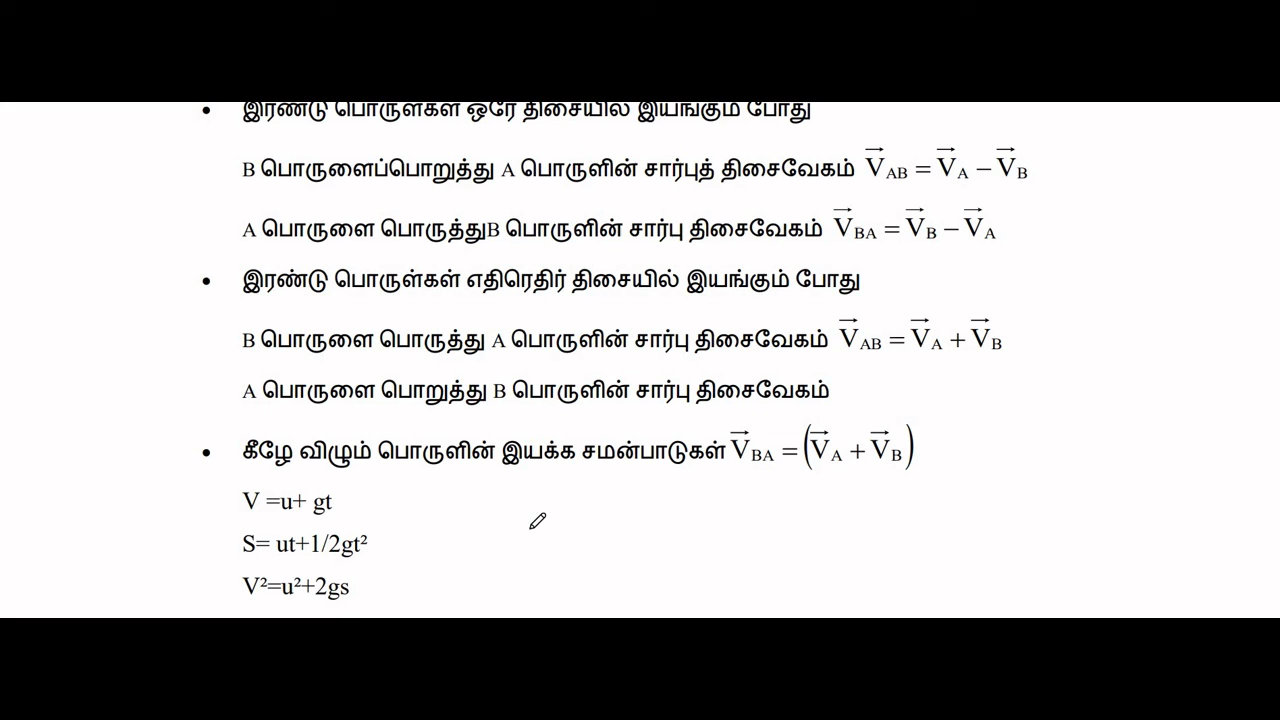 • இரண்டு பொருள்கள் ஒரே திசையில் இயங்கும் போது
B பொருளைப்பொறுத்து A பொருளின் சார்புத் திசைவேகம் V⃗AB = V⃗A − V⃗B
A பொருளை பொருத்துB பொருளின் சார்பு திசைவேகம் V⃗BA = V⃗B − V⃗A
• இரண்டு பொருள்கள் எதிரெதிர் திசையில் இயங்கும் போது
B பொருளை பொருத்து A பொருளின் சார்பு திசைவேகம் V⃗AB = V⃗A + V⃗B
A பொருளை பொறுத்து B பொருளின் சார்பு திசைவேகம்
• கீழே விழும் பொருளின் இயக்க சமன்பாடுகள் V⃗BA = (V⃗A + V⃗B)
V =u+ gt
S= ut+1/2gt²
V²=u²+2gs